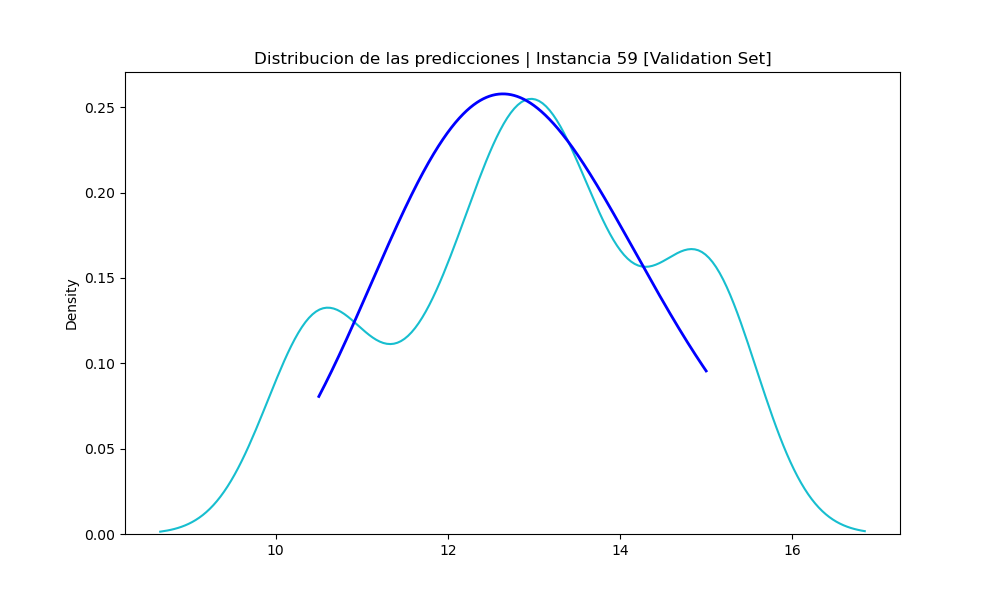 Distribucion de las predicciones | Instancia 59 [Validation Set]
Density
0.25
0.20
0.15
0.10
0.05
0.00
10 12 14 16